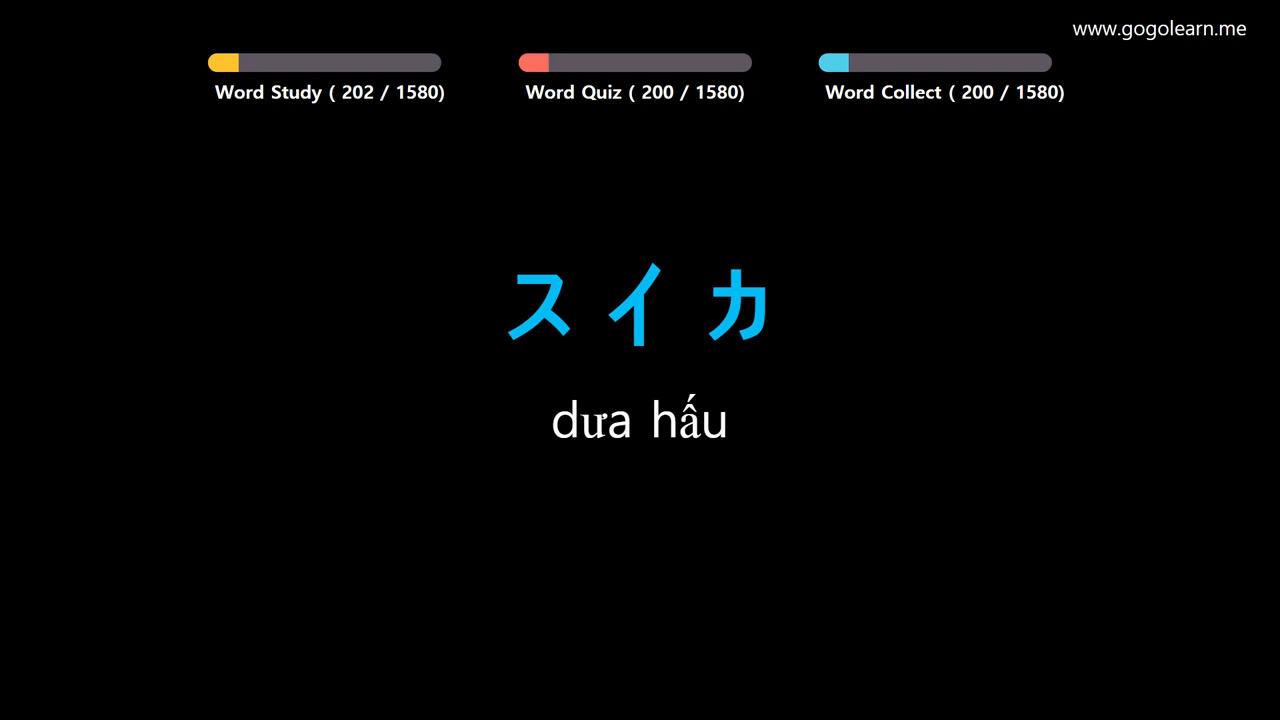 www.gogolearn.me
Word Study ( 202 / 1580)
Word Quiz ( 200 / 1580)
Word Collect ( 200 / 1580)
スイカ
dưa hấu